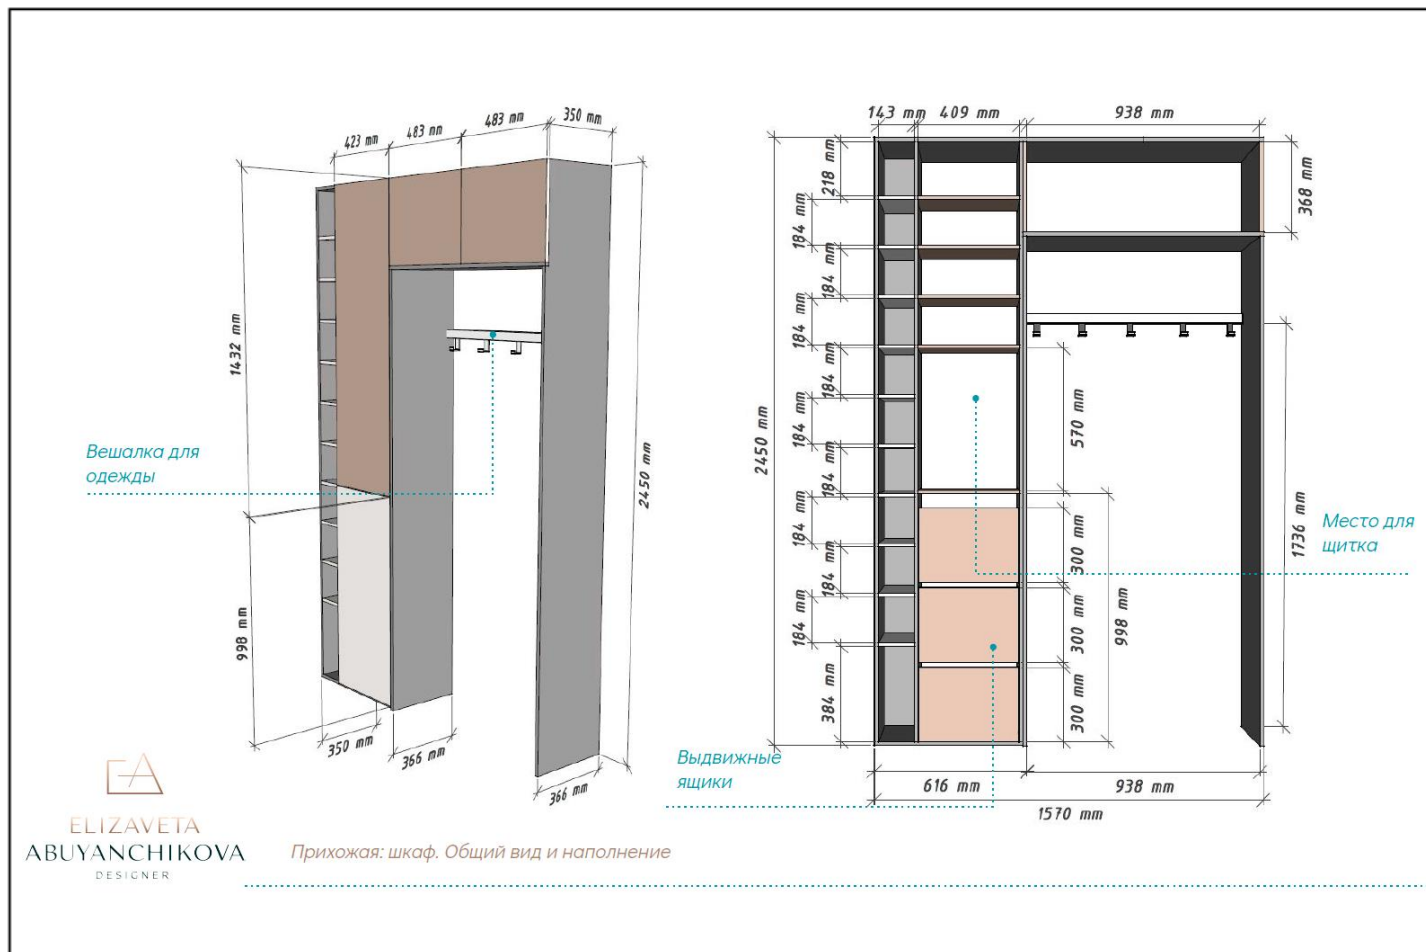 423 mm
483 mm
483 mm
350 mm
1432 mm
998 mm
2450 mm
350 mm
366 mm
366 mm
Вешалка для
одежды
143 mm
409 mm
938 mm
218 mm
184 mm
184 mm
184 mm
184 mm
184 mm
184 mm
184 mm
184 mm
184 mm
384 mm
2450 mm
368 mm
570 mm
300 mm
300 mm
300 mm
998 mm
1736 mm
Место для
щитка
Выдвижные
ящики
616 mm
938 mm
1570 mm
EA
ELIZAVETA
ABUYANCHIKOVA
DESIGNER
Прихожая: шкаф. Общий вид и наполнение